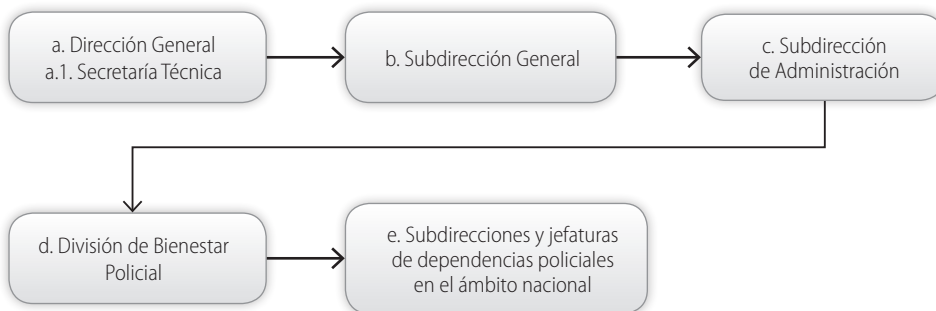 a. Dirección General
a.1. Secretaría Técnica
b. Subdirección General
c. Subdirección
de Administración
d. División de Bienestar
Policial
e. Subdirecciones y jefaturas
de dependencias policiales
en el ámbito nacional